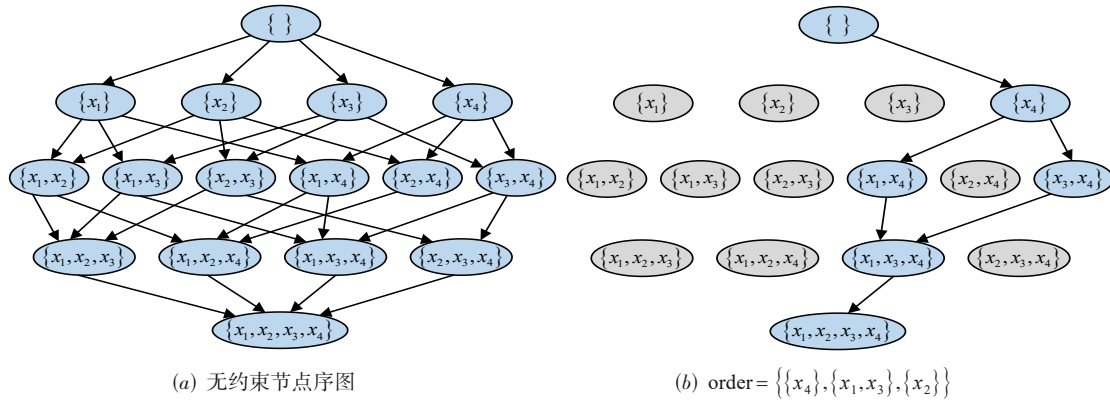 { } { }
{x₁} {x₂} {x₃} {x₄} {x₁} {x₂} {x₃} {x₄}
{x₁, x₂} {x₁, x₃} {x₂, x₃} {x₁, x₄} {x₂, x₄} {x₃, x₄} {x₁, x₂} {x₁, x₃} {x₂, x₃} {x₁, x₄} {x₂, x₄} {x₃, x₄}
{x₁, x₂, x₃} {x₁, x₂, x₄} {x₁, x₃, x₄} {x₂, x₃, x₄} {x₁, x₂, x₃} {x₁, x₂, x₄} {x₁, x₃, x₄} {x₂, x₃, x₄}
{x₁, x₂, x₃, x₄} {x₁, x₂, x₃, x₄}
(a) 无约束节点序图 (b) order = {{x₄}, {x₁, x₃}, {x₂}}